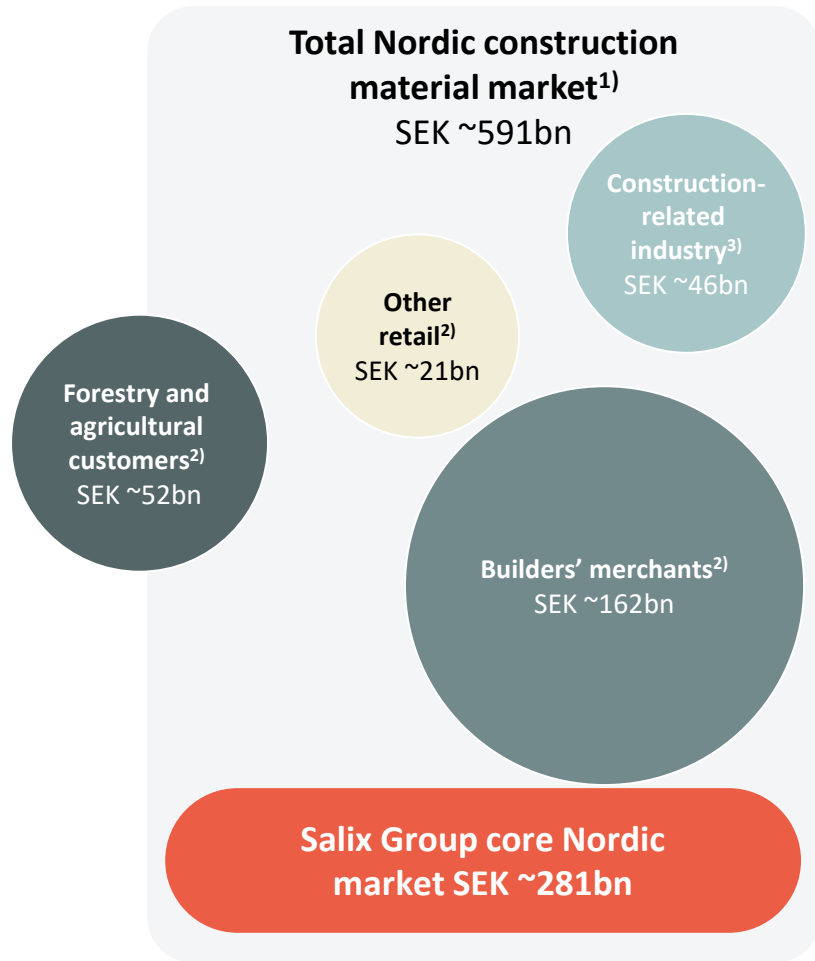 Total Nordic construction
material market1)
SEK ~591bn
Construction-
related
industry3)
SEK ~46bn
Other
retail2)
SEK ~21bn
Forestry and
agricultural
customers2)
SEK ~52bn
Builders’ merchants2)
SEK ~162bn
Salix Group core Nordic
market SEK ~281bn